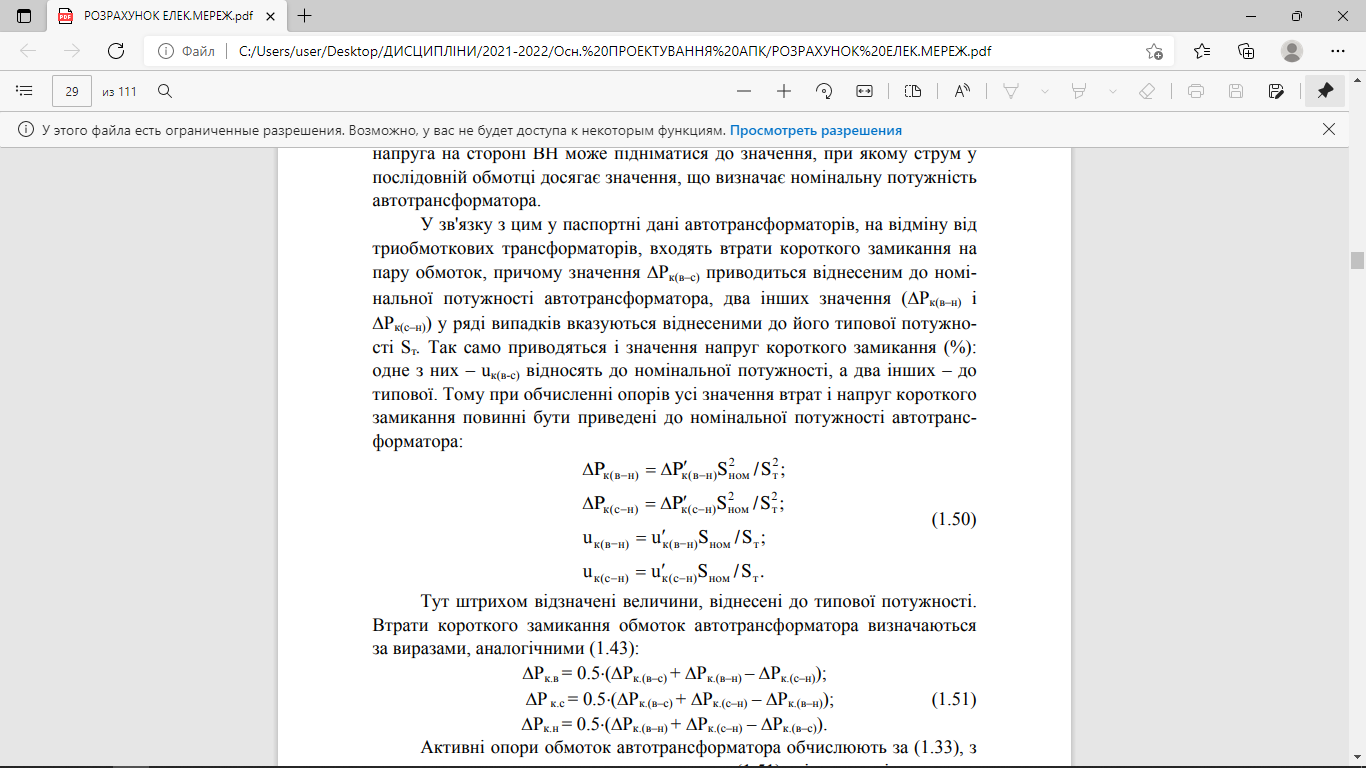 РОЗРАХУНОК ЕЛЕК.МЕРЕЖ.pdf
Файл | C:/Users/user/Desktop/ДИСЦИПЛІНИ/2021-2022/Осн.%20ПРОЕКТУВАННЯ%20АПК/РОЗРАХУНОК%20ЕЛЕК.МЕРЕЖ.pdf
29 из 111
У этого файла есть ограниченные разрешения. Возможно, у вас не будет доступа к некоторым функциям. Просмотреть разрешения
напруга на стороні ВН може підніматися до значення, при якому струм у
послідовній обмотці досягає значення, що визначає номінальну потужність
автотрансформатора.
У зв'язку з цим у паспортні дані автотрансформаторів, на відміну від
триобмоткових трансформаторів, входять втрати короткого замикання на
пару обмоток, причому значення ΔPк(в–с) приводиться віднесеним до номі-
нальної потужності автотрансформатора, два інших значення (ΔPк(в–н) і
ΔPк(с–н)) у ряді випадків вказуються віднесеними до його типової потужно-
сті Sт. Так само приводяться і значення напруг короткого замикання (%):
одне з них – uк(в-с) відносять до номінальної потужності, а два інших – до
типової. Тому при обчисленні опорів усі значення втрат і напруг короткого
замикання повинні бути приведені до номінальної потужності автотранс-
форматора:
ΔPк(в–н) = ΔP′к(в–н)S²ном / S²т;
ΔPк(с–н) = ΔP′к(с–н)S²ном / S²т;
(1.50)
uк(в–н) = u′к(в–н)Sном / Sт;
uк(с–н) = u′к(с–н)Sном / Sт.
Тут штрихом відзначені величини, віднесені до типової потужності.
Втрати короткого замикання обмоток автотрансформатора визначаються
за виразами, аналогічними (1.43):
ΔPк.в = 0.5·(ΔPк.(в–с) + ΔPк.(в–н) – ΔPк.(с–н));
ΔP к.с = 0.5·(ΔPк.(в–с) + ΔPк.(с–н) – ΔPк.(в–н)); (1.51)
ΔPк.н = 0.5·(ΔPк.(в–н) + ΔPк.(с–н) – ΔPк.(в–с)).
Активні опори обмоток автотрансформатора обчислюють за (1.33), з